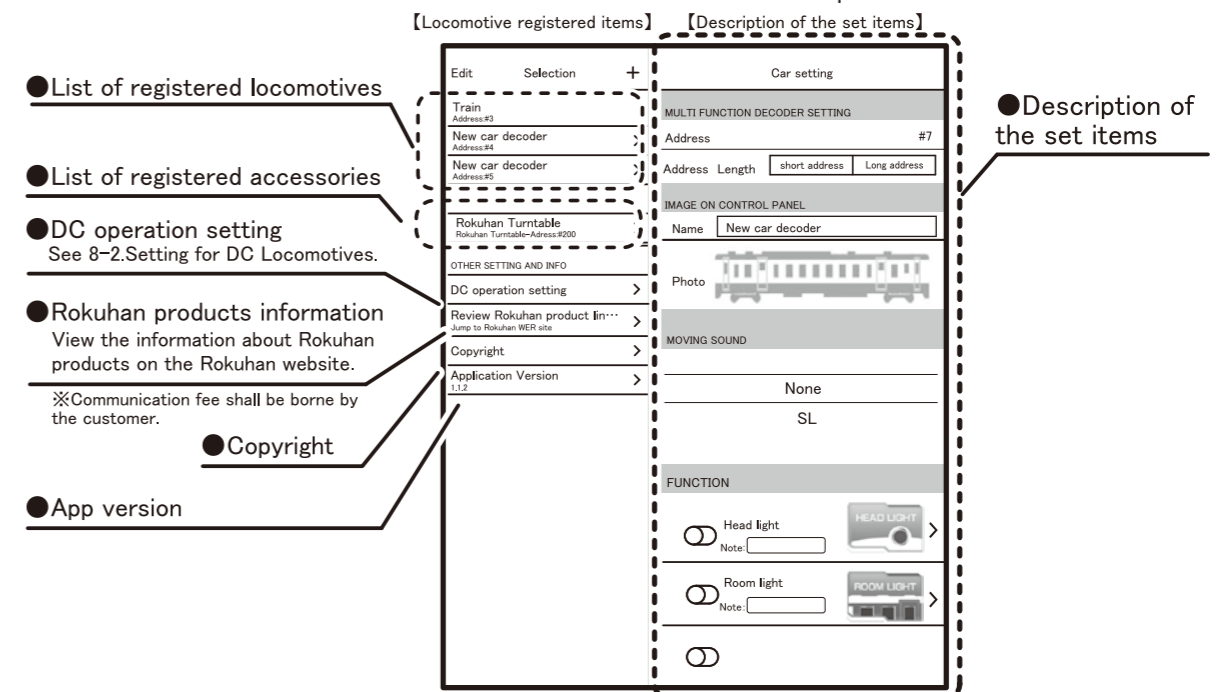 【Locomotive registered items】
【Description of the set items】
●List of registered locomotives
●List of registered accessories
●DC operation setting
See 8-2.Setting for DC Locomotives.
●Rokuhan products information
View the information about Rokuhan
products on the Rokuhan website.
※Communication fee shall be borne by
the customer.
●Copyright
●App version
Edit Selection +
Train
Address:#3
New car decoder
Address:#4
New car decoder
Address:#5
Rokuhan Turntable
Rokuhan Turntable-Adress:#200
OTHER SETTING AND INFO
DC operation setting >
Review Rokuhan product lin… >
Jump to Rokuhan WER site
Copyright >
Application Version >
1.1.2
Car setting
MULTI FUNCTION DECODER SETTING
Address #7
Address Length short address Long address
IMAGE ON CONTROL PANEL
Name New car decoder
Photo
MOVING SOUND
None
SL
FUNCTION
Head light
Note:
HEAD LIGHT >
Room light
Note:
ROOM LIGHT >
●Description of
the set items